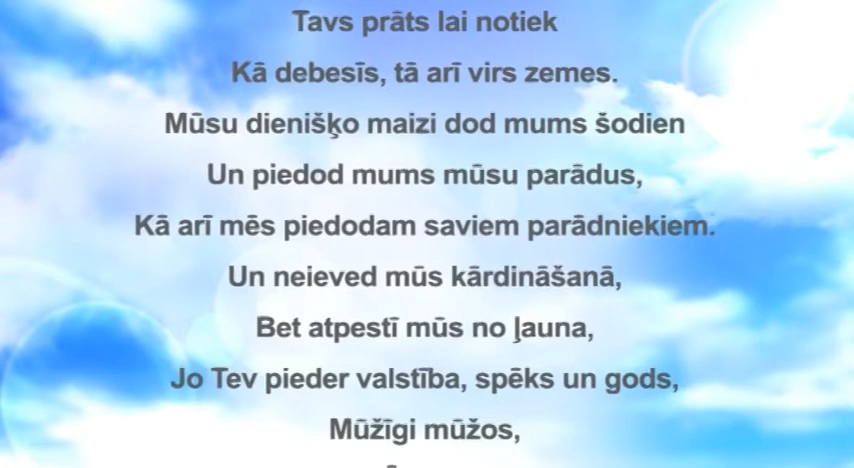 Tavs prāts lai notiek
Kā debesīs, tā arī virs zemes.
Mūsu dienišķo maizi dod mums šodien
Un piedod mums mūsu parādus,
Kā arī mēs piedodam saviem parādniekiem.
Un neieved mūs kārdināšanā,
Bet atpestī mūs no ļauna,
Jo Tev pieder valstība, spēks un gods,
Mūžīgi mūžos,